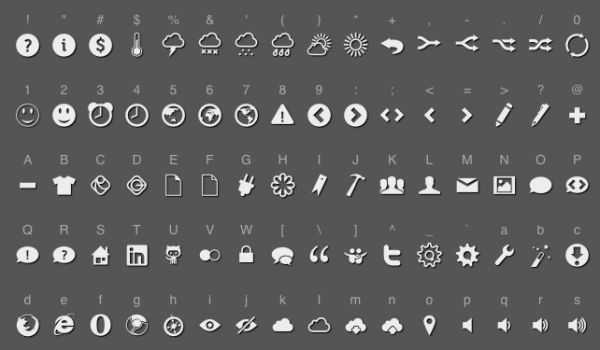 ! " # $ % & ' ( ) * + , - . / 0
1 2 3 4 5 6 7 8 9 : ; < = > ? @
A B C D E F G H I J K L M N O P
Q R S T U V W [ \ ] ^ _ ` a b c
d e f g h i j k l m n o p q r s